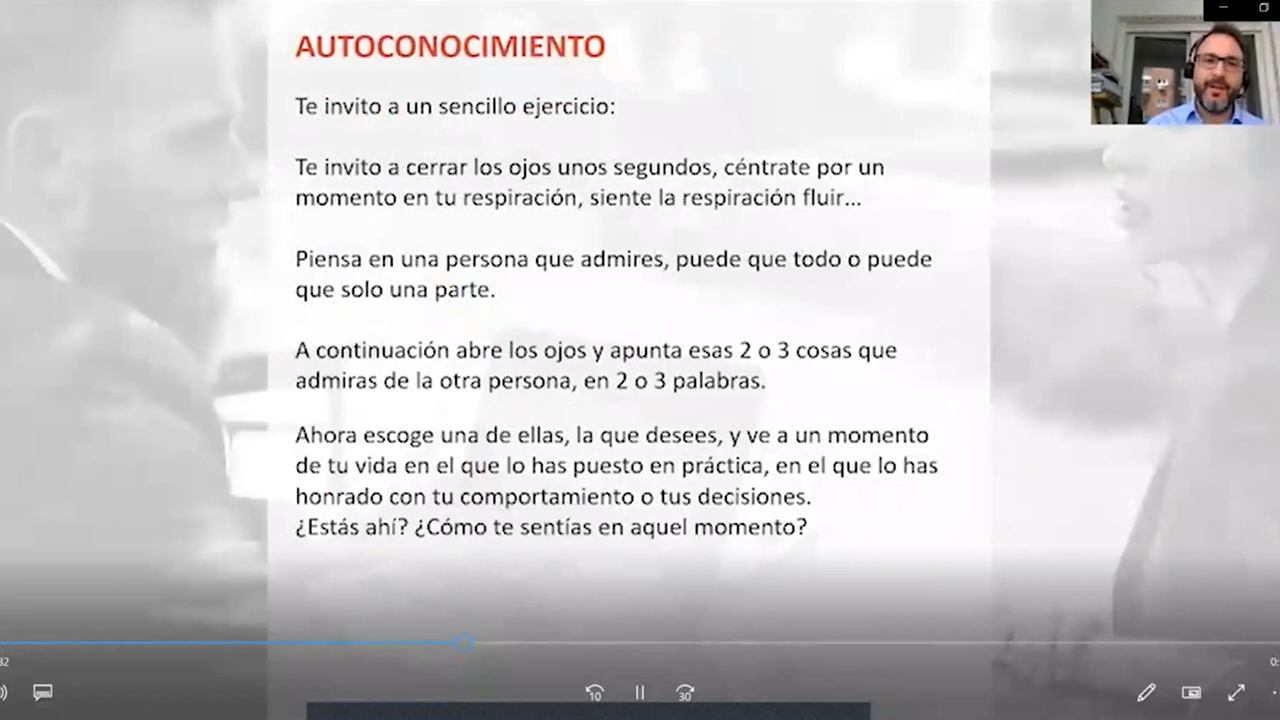 AUTOCONOCIMIENTO
Te invito a un sencillo ejercicio:
Te invito a cerrar los ojos unos segundos, céntrate por un
momento en tu respiración, siente la respiración fluir...
Piensa en una persona que admires, puede que todo o puede
que solo una parte.
A continuación abre los ojos y apunta esas 2 o 3 cosas que
admiras de la otra persona, en 2 o 3 palabras.
Ahora escoge una de ellas, la que desees, y ve a un momento
de tu vida en el que lo has puesto en práctica, en el que lo has
honrado con tu comportamiento o tus decisiones.
¿Estás ahí? ¿Cómo te sentías en aquel momento?
32
0:
10
30